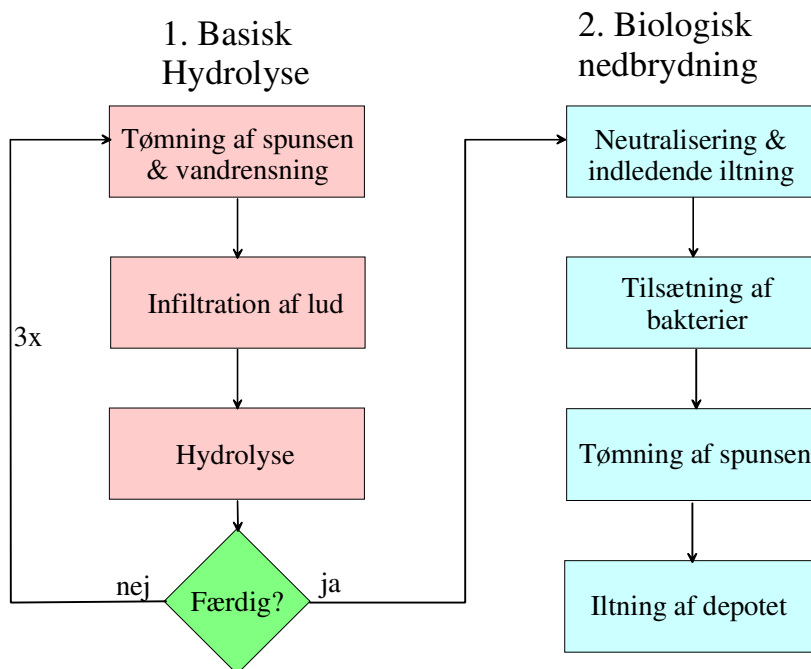 1. Basisk
Hydrolyse
Tømning af spunsen
& vandrensning
Infiltration af lud
3x
Hydrolyse
nej
Færdig?
ja
2. Biologisk
nedbrydning
Neutralisering &
indledende iltning
Tilsætning af
bakterier
Tømning af spunsen
Iltning af depotet